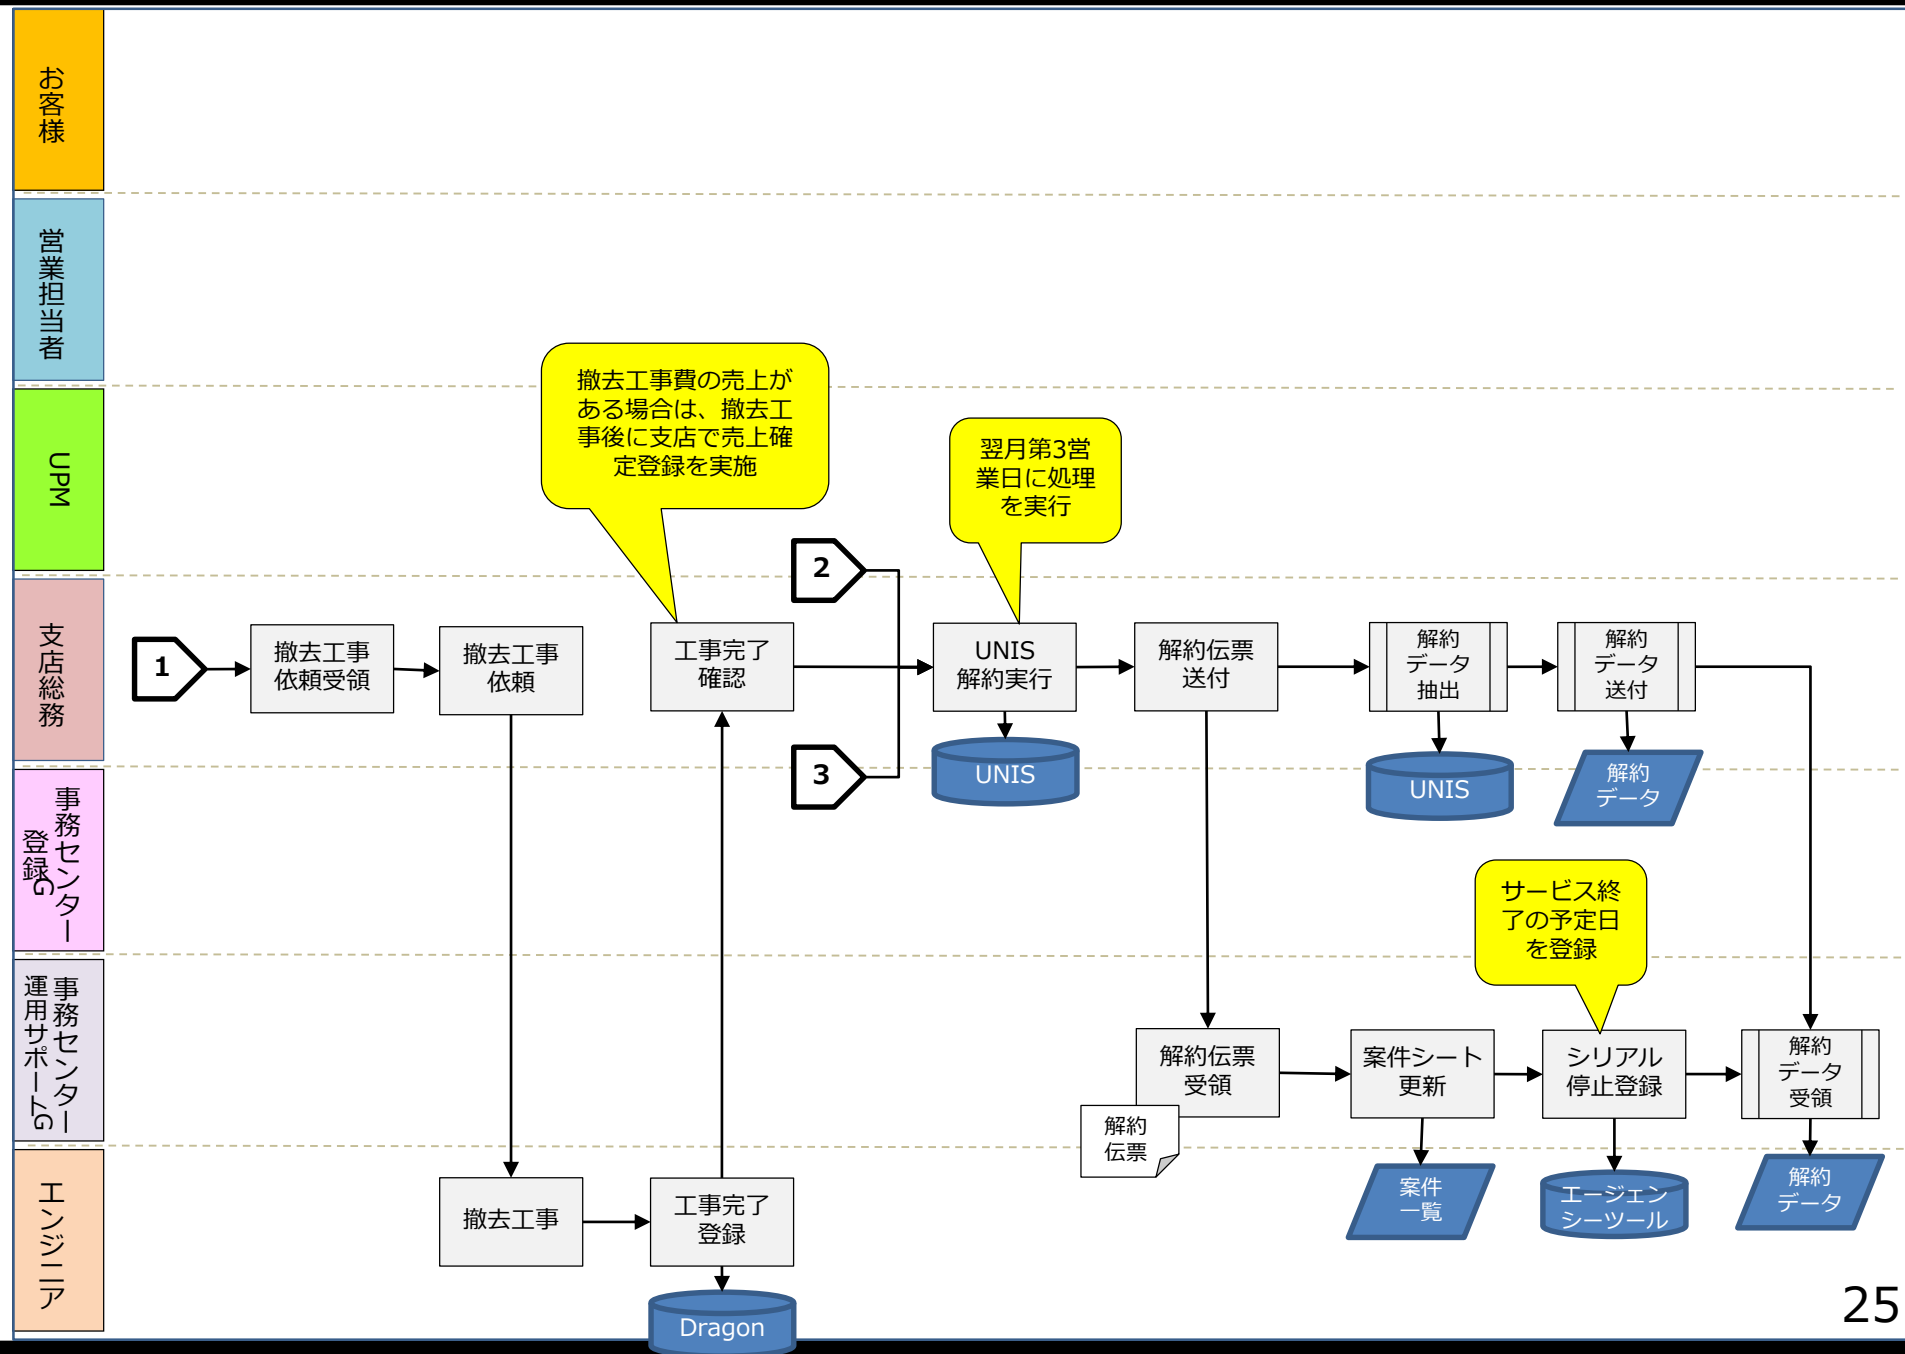 お客様
営業担当者
UPM
支店総務
事務センター
登録G
事務センター
運用サポートG
エンジニア
撤去工事費の売上が
ある場合は、撤去工
事後に支店で売上確
定登録を実施
翌月第3営
業日に処理
を実行
1
撤去工事
依頼受領
撤去工事
依頼
工事完了
確認
2
3
UNIS
解約実行
UNIS
解約伝票
送付
解約
データ
抽出
UNIS
解約
データ
送付
解約
データ
サービス終
了の予定日
を登録
解約伝票
受領
解約
伝票
案件シート
更新
案件
一覧
シリアル
停止登録
エージェン
シーツール
解約
データ
受領
解約
データ
撤去工事
工事完了
登録
Dragon
25